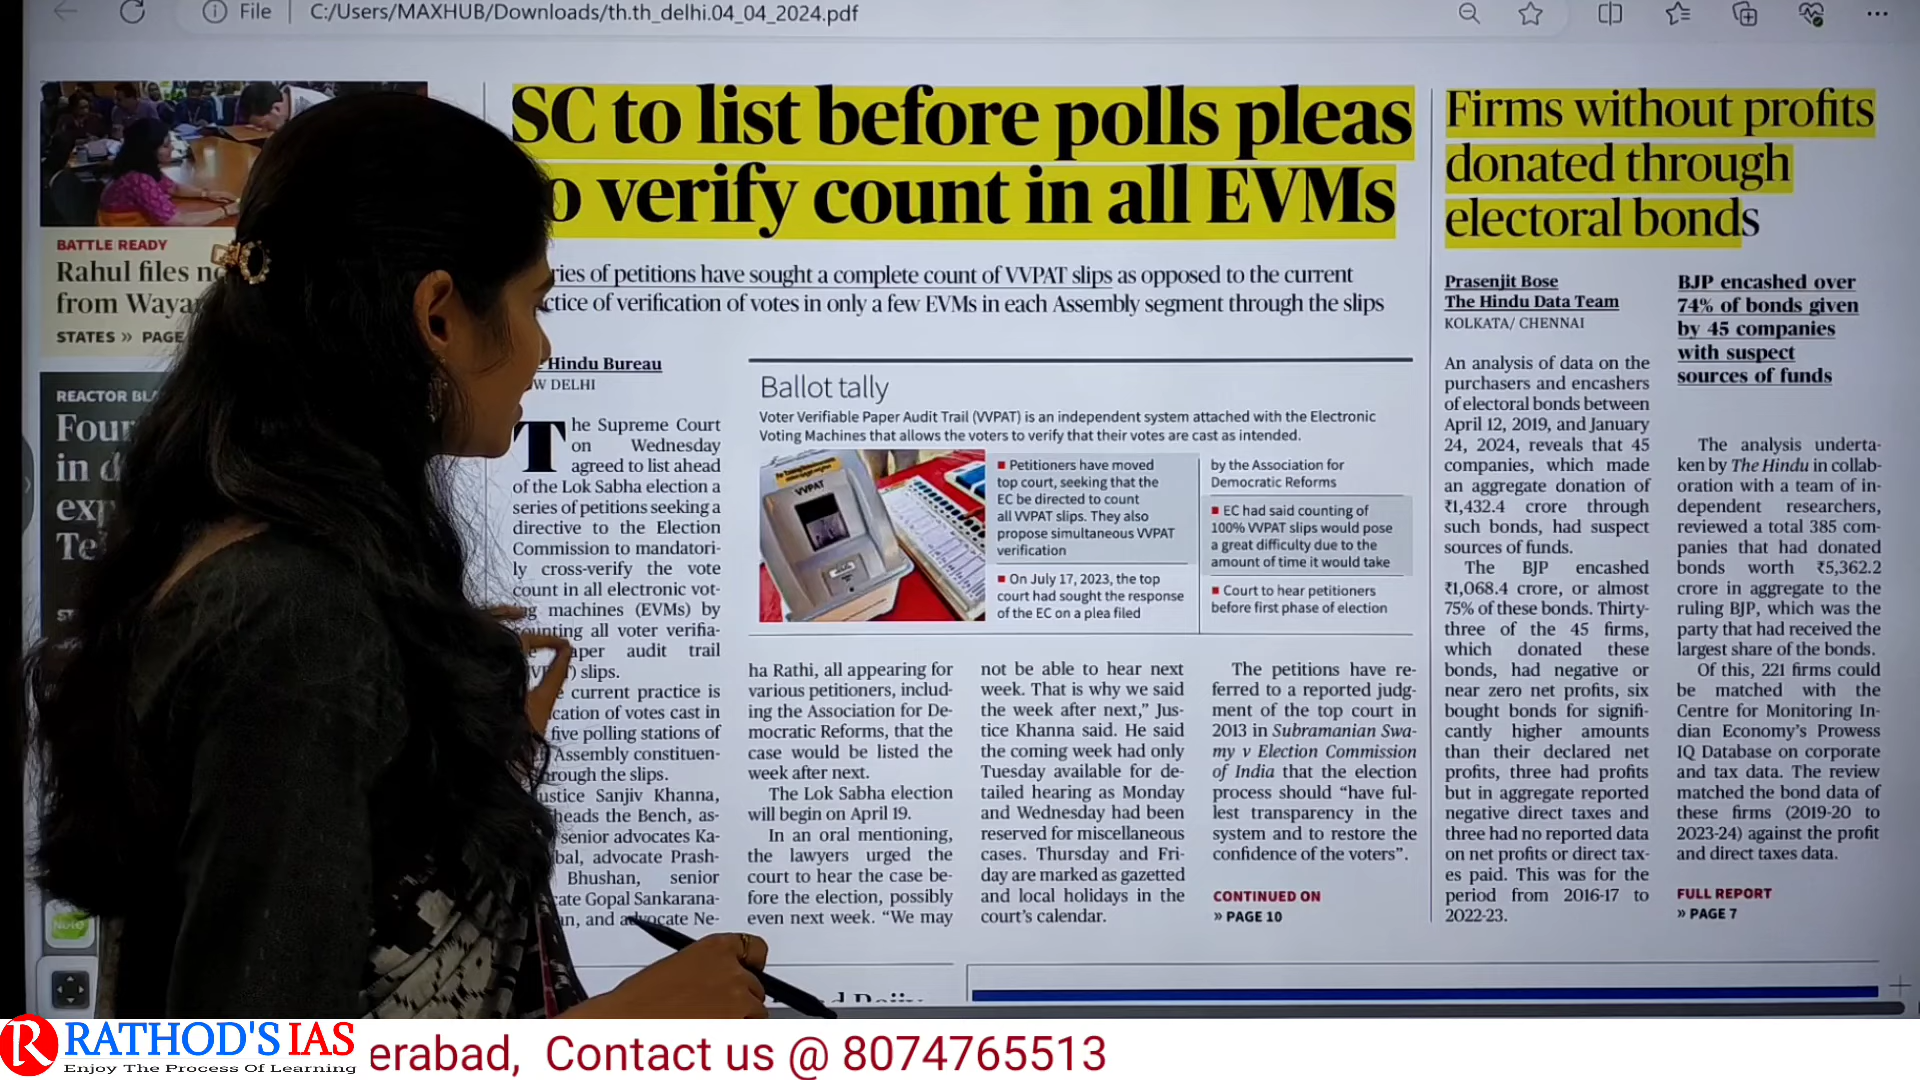 File
C:/Users/MAXHUB/Downloads/th.th_delhi.04_04_2024.pdf
BATTLE READY
Rahul files
from
STATES » PAGE
REACTOR
Four
in
SC to list before polls pleas
verify count in all EVMs
of petitions have sought a complete count of VVPAT slips as opposed to the current
of verification of votes in only a few EVMs in each Assembly segment through the slips
Hindu Bureau
DELHI
The Supreme Court
on Wednesday
agreed to list ahead
of the Lok Sabha election a
series of petitions seeking a
directive to the Election
Commission to mandatori-
ly cross-verify the vote
count in all electronic vot-
machines (EVMs) by
counting all voter verifia-
audit trail
slips.
current practice is
of votes cast in
five polling stations of
Assembly constituen-
through the slips.
Sanjiv Khanna,
heads the Bench, as-
senior advocates Ka-
advocate Prash-
Bhushan, senior
Gopal Sankarana-
and advocate Ne-
Ballot tally
Voter Verifiable Paper Audit Trail (VVPAT) is an independent system attached with the Electronic
Voting Machines that allows the voters to verify that their votes are cast as intended.
VVPAT
■ Petitioners have moved
top court, seeking that the
EC be directed to count
all VVPAT slips. They also
propose simultaneous VVPAT
verification
■ On July 17, 2023, the top
court had sought the response
of the EC on a plea filed
by the Association for
Democratic Reforms
■ EC had said counting of
100% VVPAT slips would pose
a great difficulty due to the
amount of time it would take
■ Court to hear petitioners
before first phase of election
ha Rathi, all appearing for
various petitioners, includ-
ing the Association for De-
mocratic Reforms, that the
case would be listed the
week after next.
The Lok Sabha election
will begin on April 19.
In an oral mentioning,
the lawyers urged the
court to hear the case be-
fore the election, possibly
even next week. “We may
not be able to hear next
week. That is why we said
the week after next,” Jus-
tice Khanna said. He said
the coming week had only
Tuesday available for de-
tailed hearing as Monday
and Wednesday had been
reserved for miscellaneous
cases. Thursday and Fri-
day are marked as gazetted
and local holidays in the
court's calendar.
The petitions have re-
ferred to a reported judg-
ment of the top court in
2013 in Subramanian Swa-
my v Election Commission
of India that the election
process should “have ful-
lest transparency in the
system and to restore the
confidence of the voters”.
CONTINUED ON
» PAGE 10
Firms without profits
donated through
electoral bonds
Prasenjit Bose
The Hindu Data Team
KOLKATA/ CHENNAI
An analysis of data on the
purchasers and encashers
of electoral bonds between
April 12, 2019, and January
24, 2024, reveals that 45
companies, which made
an aggregate donation of
₹1,432.4 crore through
such bonds, had suspect
sources of funds.
The BJP encashed
₹1,068.4 crore, or almost
75% of these bonds. Thirty-
three of the 45 firms,
which donated these
bonds, had negative or
near zero net profits, six
bought bonds for signifi-
cantly higher amounts
than their declared net
profits, three had profits
but in aggregate reported
negative direct taxes and
three had no reported data
on net profits or direct tax-
es paid. This was for the
period from 2016-17 to
2022-23.
BJP encashed over
74% of bonds given
by 45 companies
with suspect
sources of funds
The analysis underta-
ken by The Hindu in collab-
oration with a team of in-
dependent researchers,
reviewed a total 385 com-
panies that had donated
bonds worth ₹5,362.2
crore in aggregate to the
ruling BJP, which was the
party that had received the
largest share of the bonds.
Of this, 221 firms could
be matched with the
Centre for Monitoring In-
dian Economy's Prowess
IQ Database on corporate
and tax data. The review
matched the bond data of
these firms (2019-20 to
2023-24) against the profit
and direct taxes data.
FULL REPORT
» PAGE 7
Note
RATHOD'S IAS
Enjoy The Process Of Learning
erabad, Contact us @ 8074765513